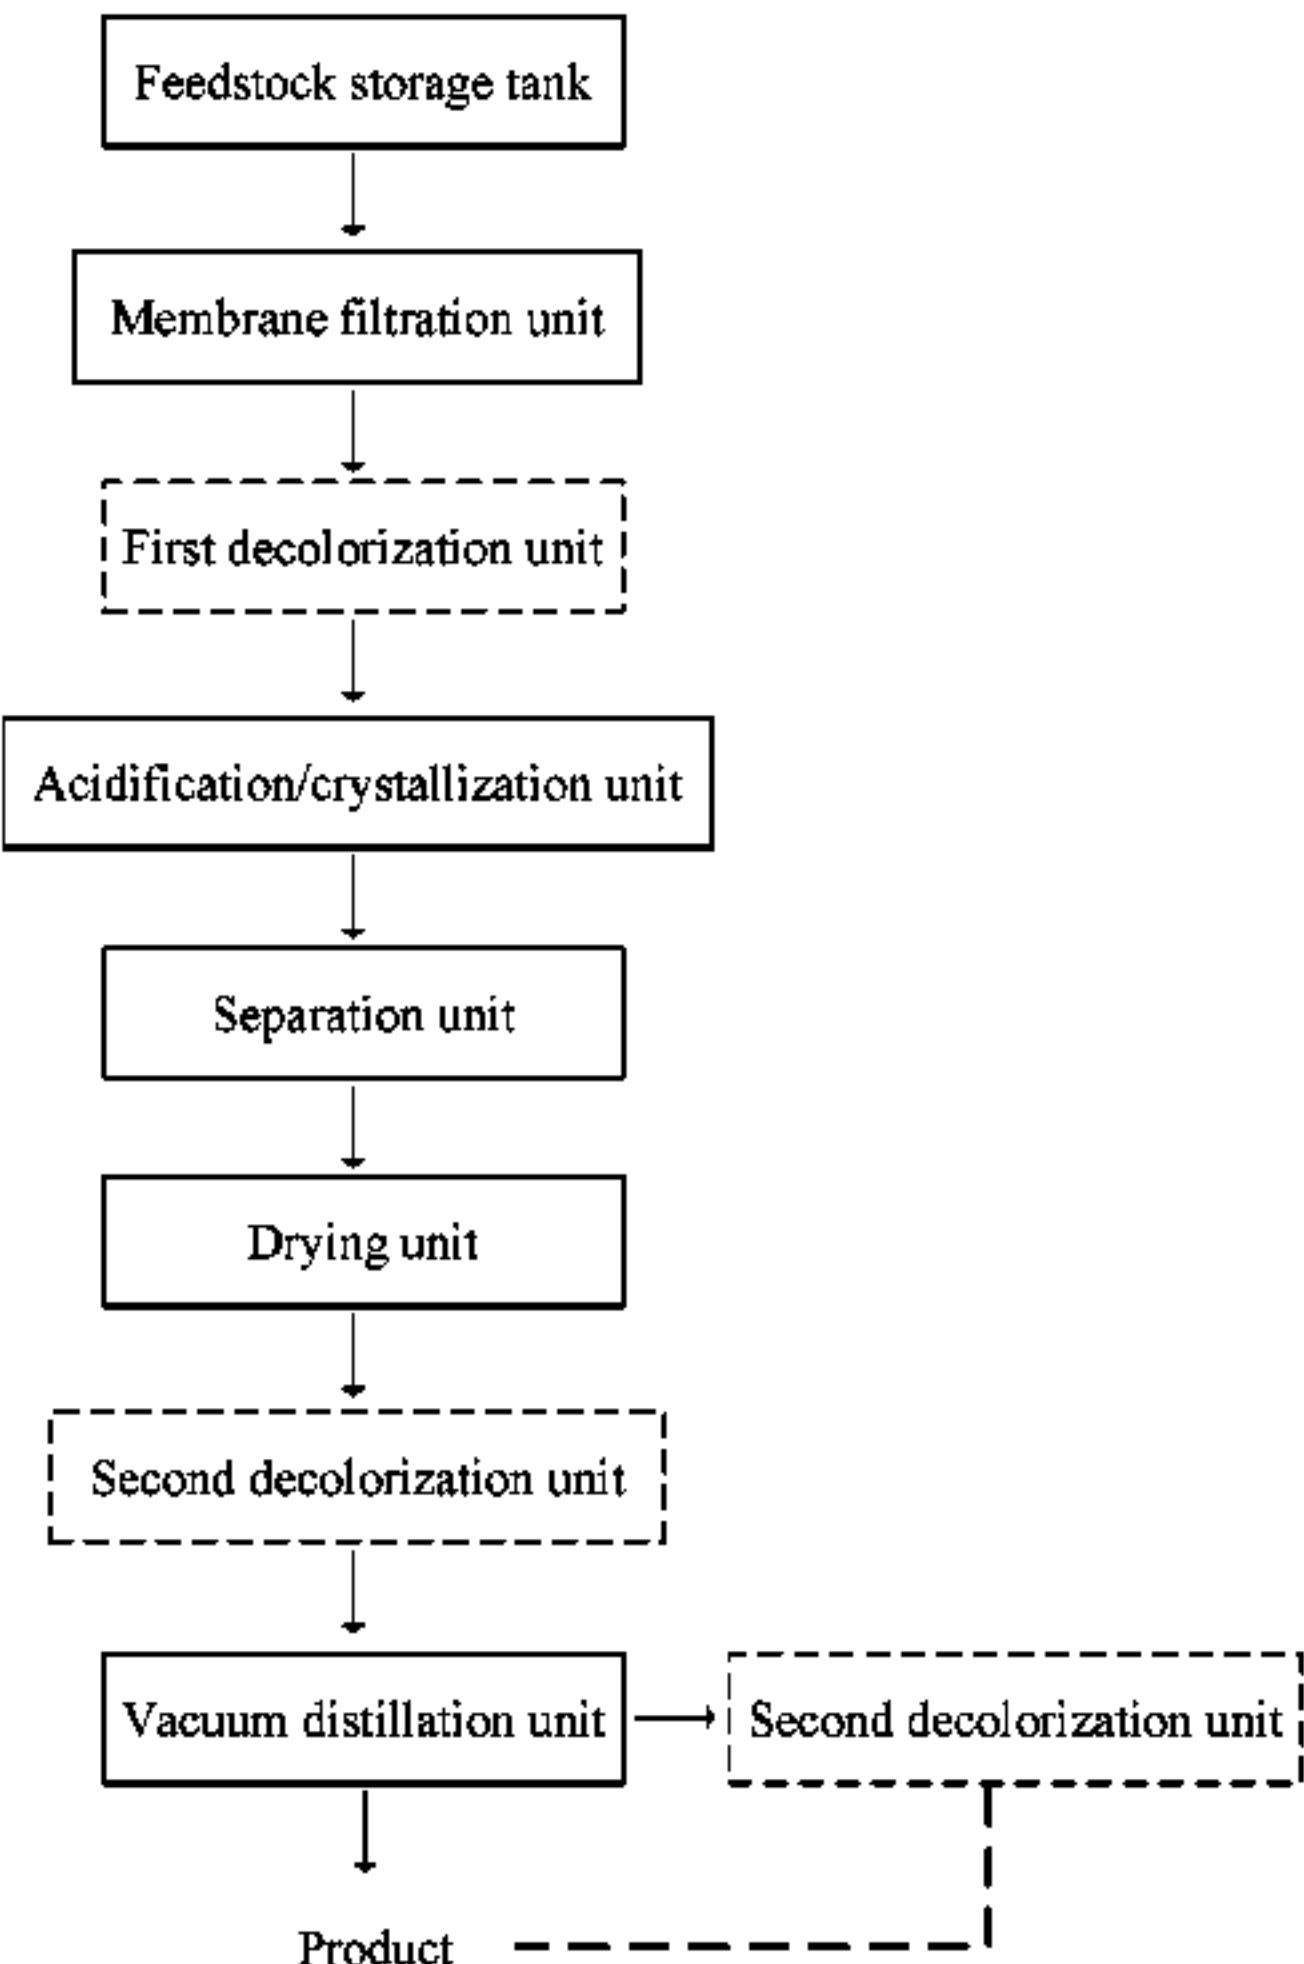 Feedstock storage tank
Membrane filtration unit
First decolorization unit
Acidification/crystallization unit
Separation unit
Drying unit
Second decolorization unit
Vacuum distillation unit
Second decolorization unit
Product